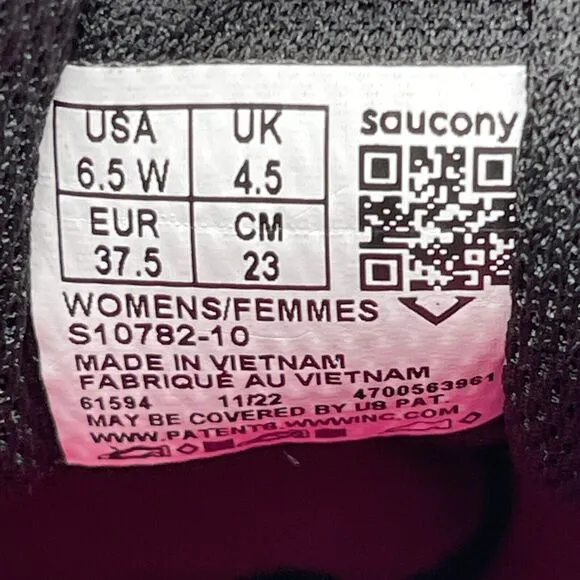 USA UK
6.5 W 4.5
EUR CM
37.5 23
saucony
WOMENS/FEMMES
S10782-10
MADE IN VIETNAM
FABRIQUÉ AU VIETNAM
61594 11/22 4700563961
MAY BE COVERED BY US PAT.
WWW.PATENTS.WWWINC.COM